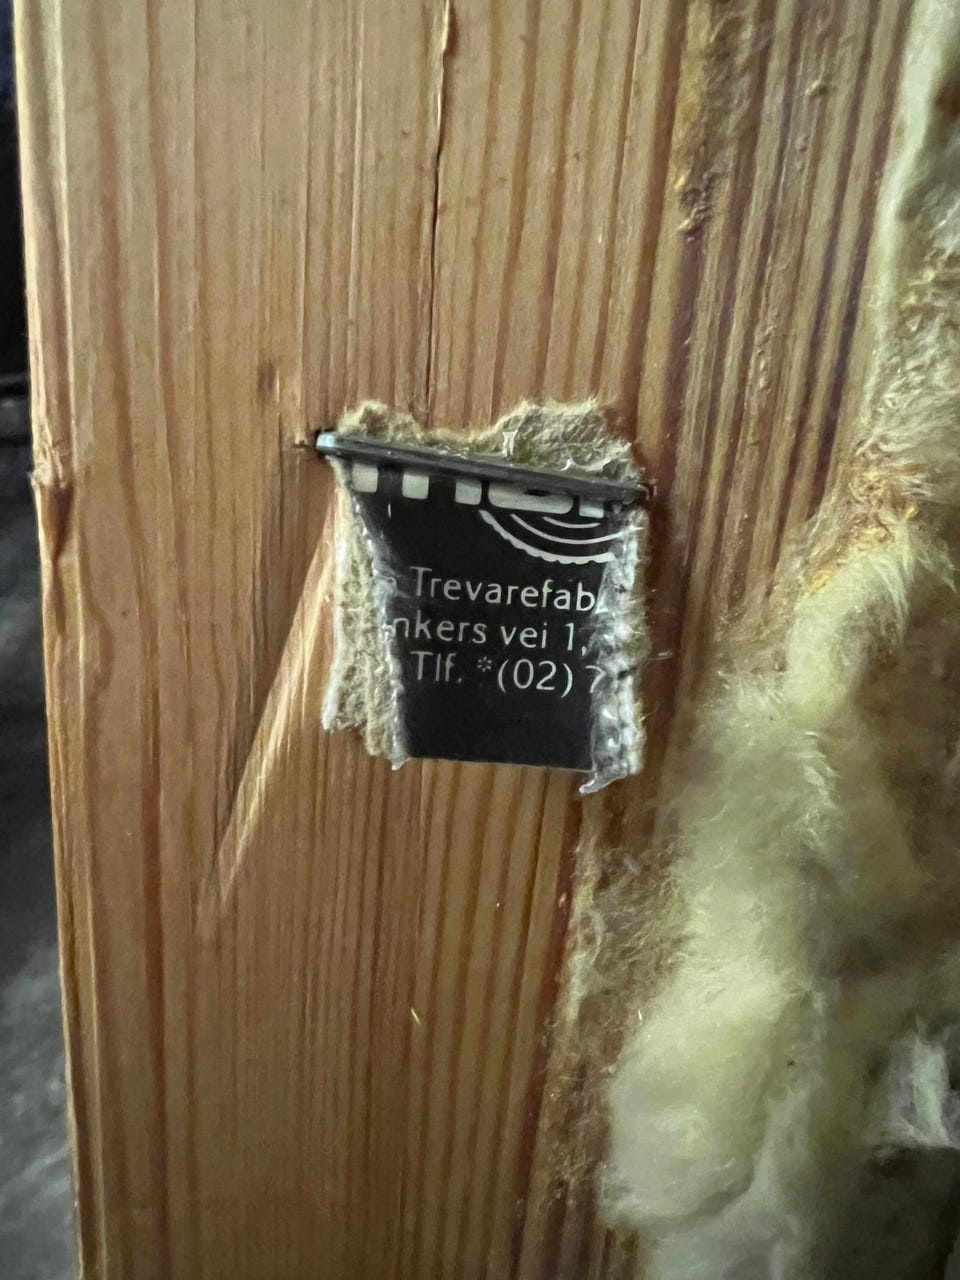 Trevarefab
nkers vei 1,
Tlf. *(02) 7